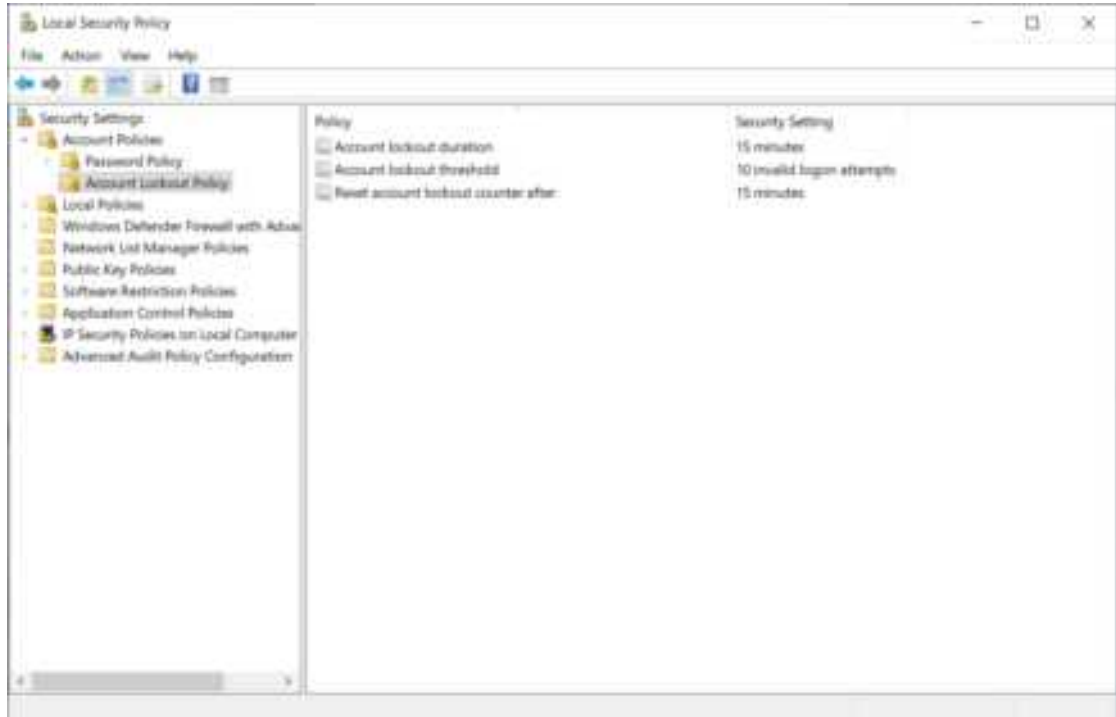 Local Security Policy
File Action View Help
Security Settings
Account Policies
Password Policy
Account Lockout Policy
Local Policies
Windows Defender Firewall with Adva
Network List Manager Policies
Public Key Policies
Software Restriction Policies
Application Control Policies
IP Security Policies on Local Computer
Advanced Audit Policy Configuration
Policy Security Setting
Account lockout duration 15 minutes
Account lockout threshold 10 invalid logon attempts
Reset account lockout counter after 15 minutes